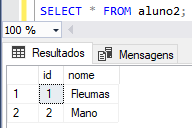 SELECT * FROM aluno2;
100 %
Resultados Mensagens
id nome
1 1 Fleumas
2 2 Mano